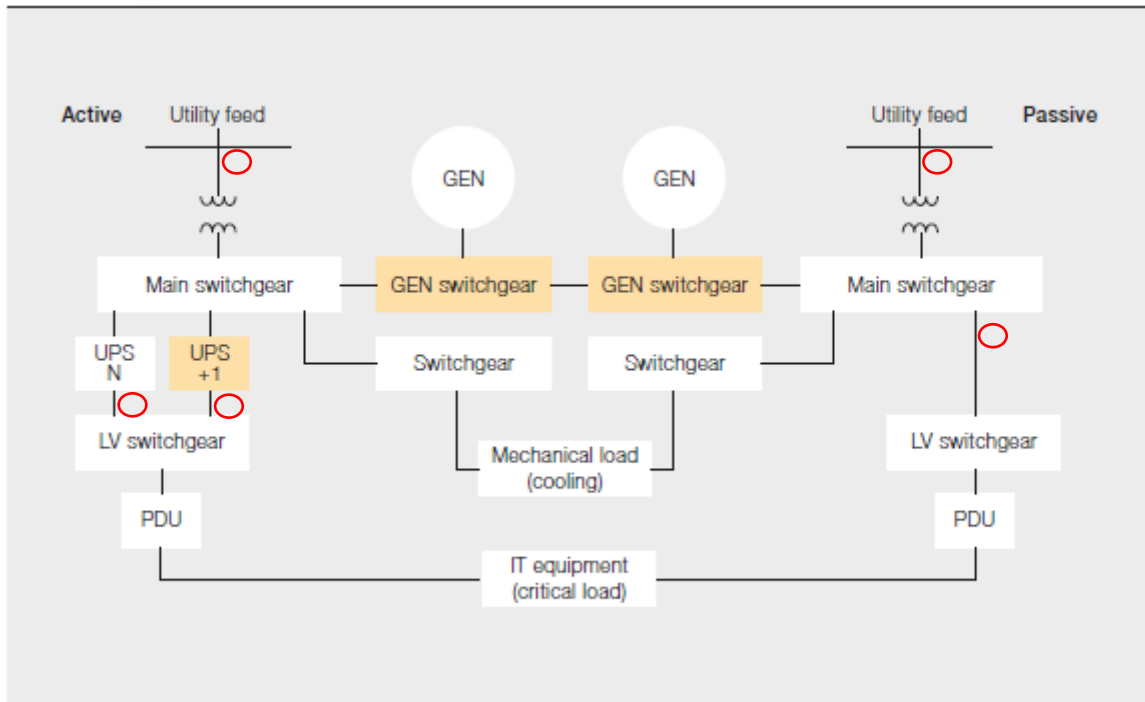 Active
Utility feed
Utility feed
Passive
GEN
GEN
Main switchgear
GEN switchgear
GEN switchgear
Main switchgear
UPS
N
UPS
+1
Switchgear
Switchgear
LV switchgear
Mechanical load
(cooling)
LV switchgear
PDU
PDU
IT equipment
(critical load)